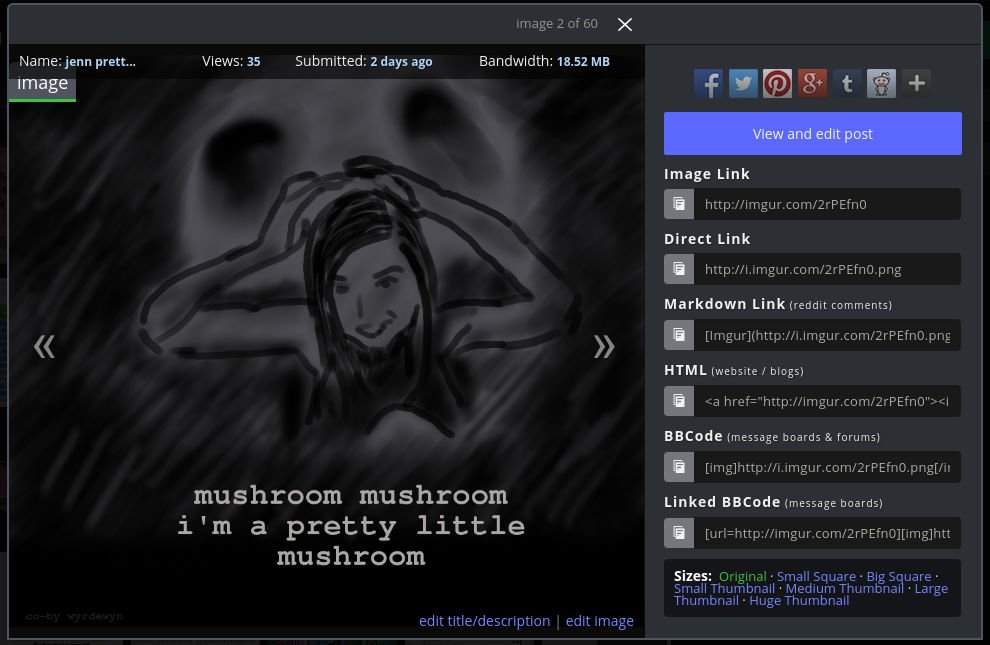 image 2 of 60
Name: jenn prett... Views: 35 Submitted: 2 days ago Bandwidth: 18.52 MB
image
View and edit post
Image Link
http://imgur.com/2rPEfn0
Direct Link
http://i.imgur.com/2rPEfn0.png
Markdown Link (reddit comments)
[Imgur](http://i.imgur.com/2rPEfn0.png
HTML (website / blogs)
<a href="http://imgur.com/2rPEfn0"><i
BBCode (message boards & forums)
[img]http://i.imgur.com/2rPEfn0.png[/i
Linked BBCode (message boards)
[url=http://imgur.com/2rPEfn0][img]htt
mushroom mushroom
i'm a pretty little
mushroom
Sizes: Original · Small Square · Big Square ·
Small Thumbnail · Medium Thumbnail · Large
Thumbnail · Huge Thumbnail
cc-by wyrdawyn
edit title/description | edit image